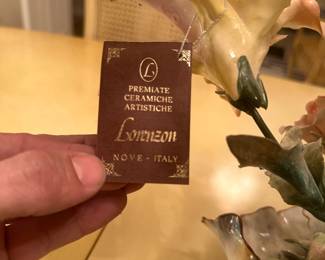 L
PREMIATE
CERAMICHE
ARTISTICHE
Lorenzon
NOVE - ITALY